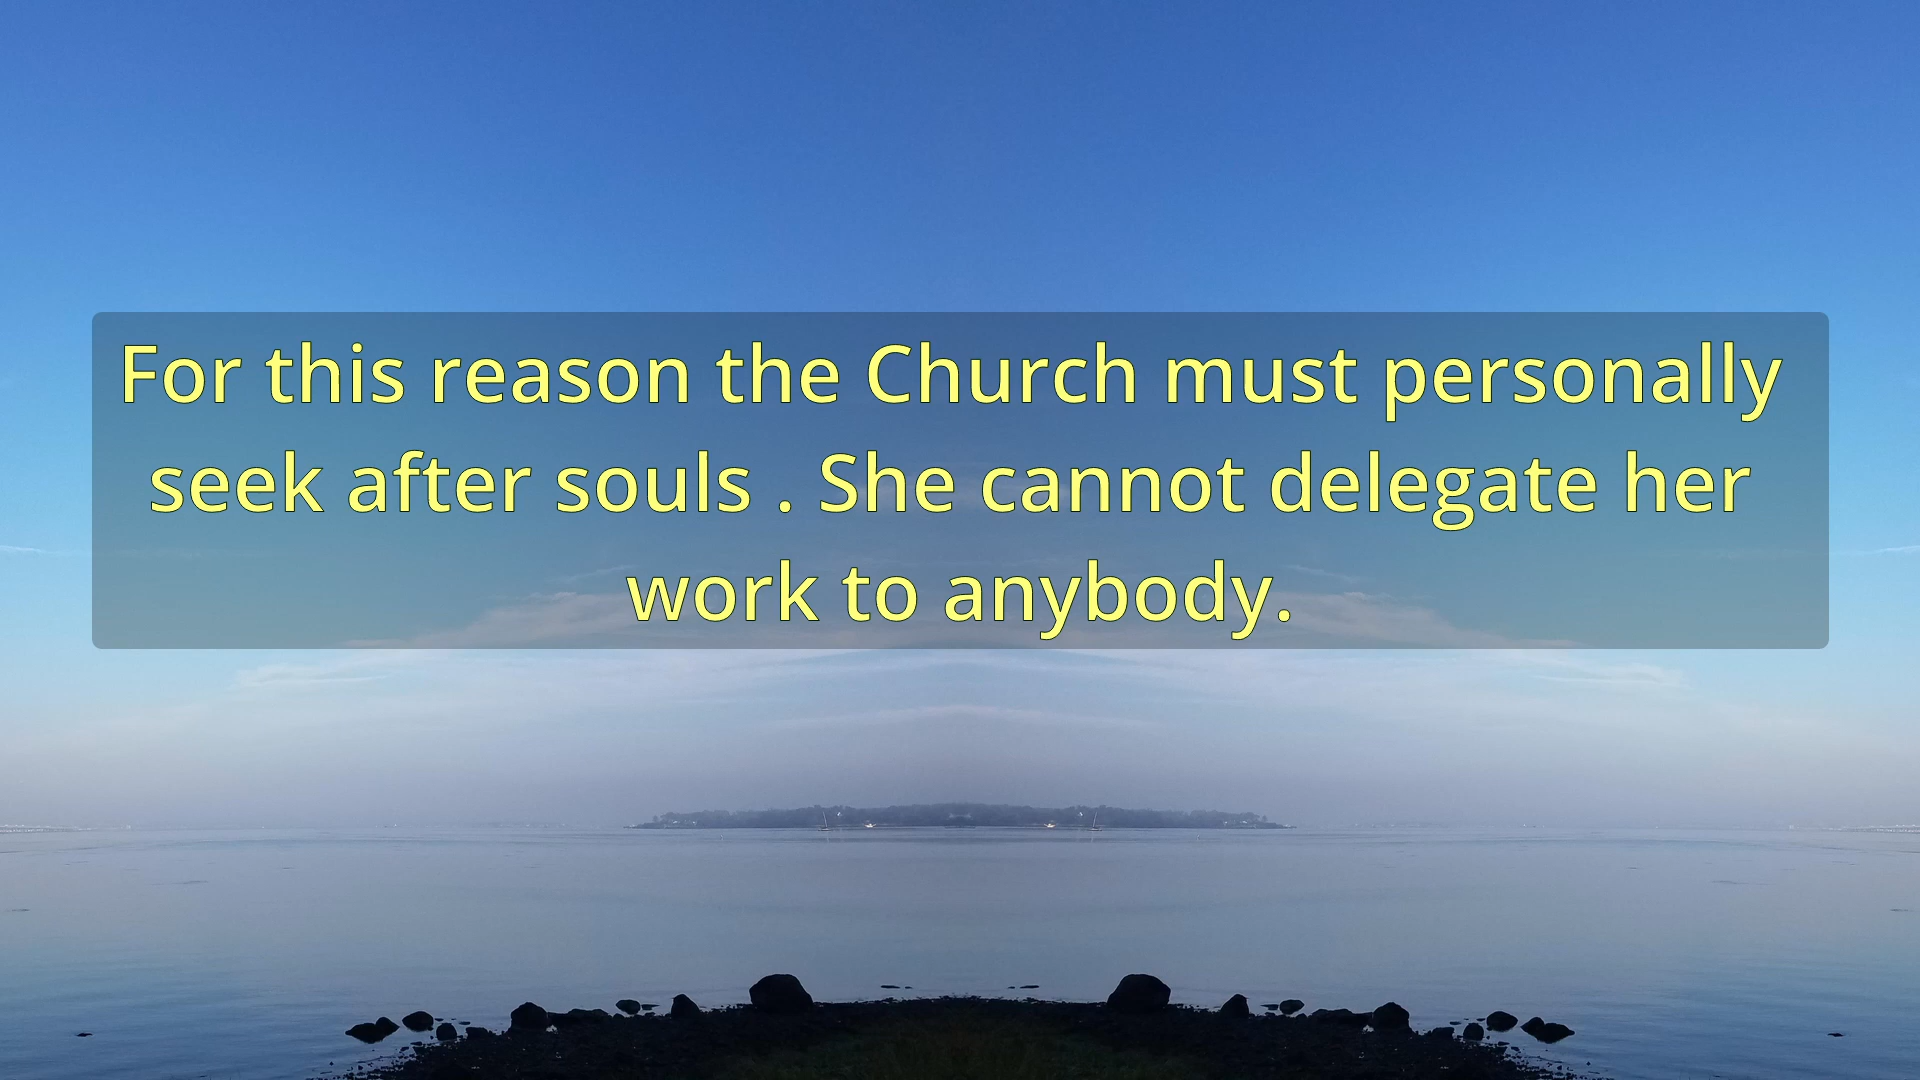 For this reason the Church must personally
seek after souls . She cannot delegate her
work to anybody.